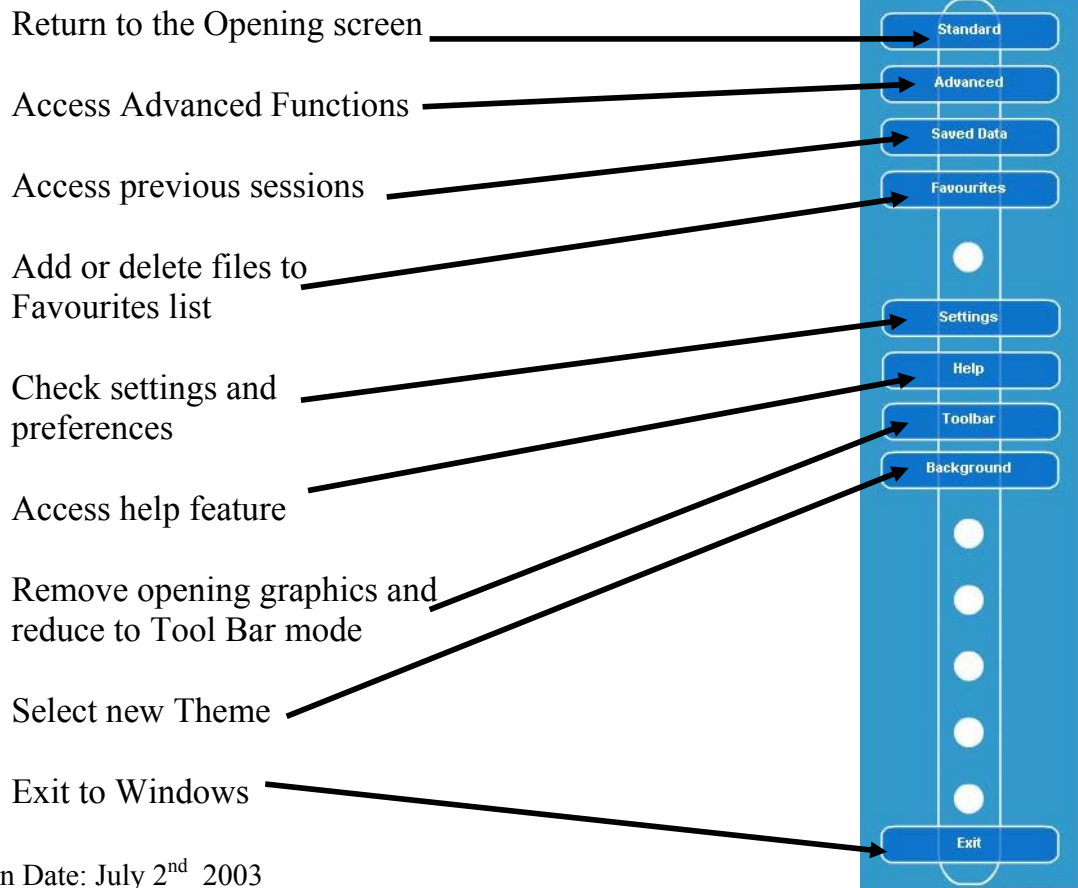 Return to the Opening screen
Standard
Access Advanced Functions
Advanced
Saved Data
Access previous sessions
Favourites
Add or delete files to
Favourites list
Settings
Check settings and
preferences
Help
Toolbar
Background
Access help feature
Remove opening graphics and
reduce to Tool Bar mode
Select new Theme
Exit to Windows
Exit
n Date: July 2nd 2003